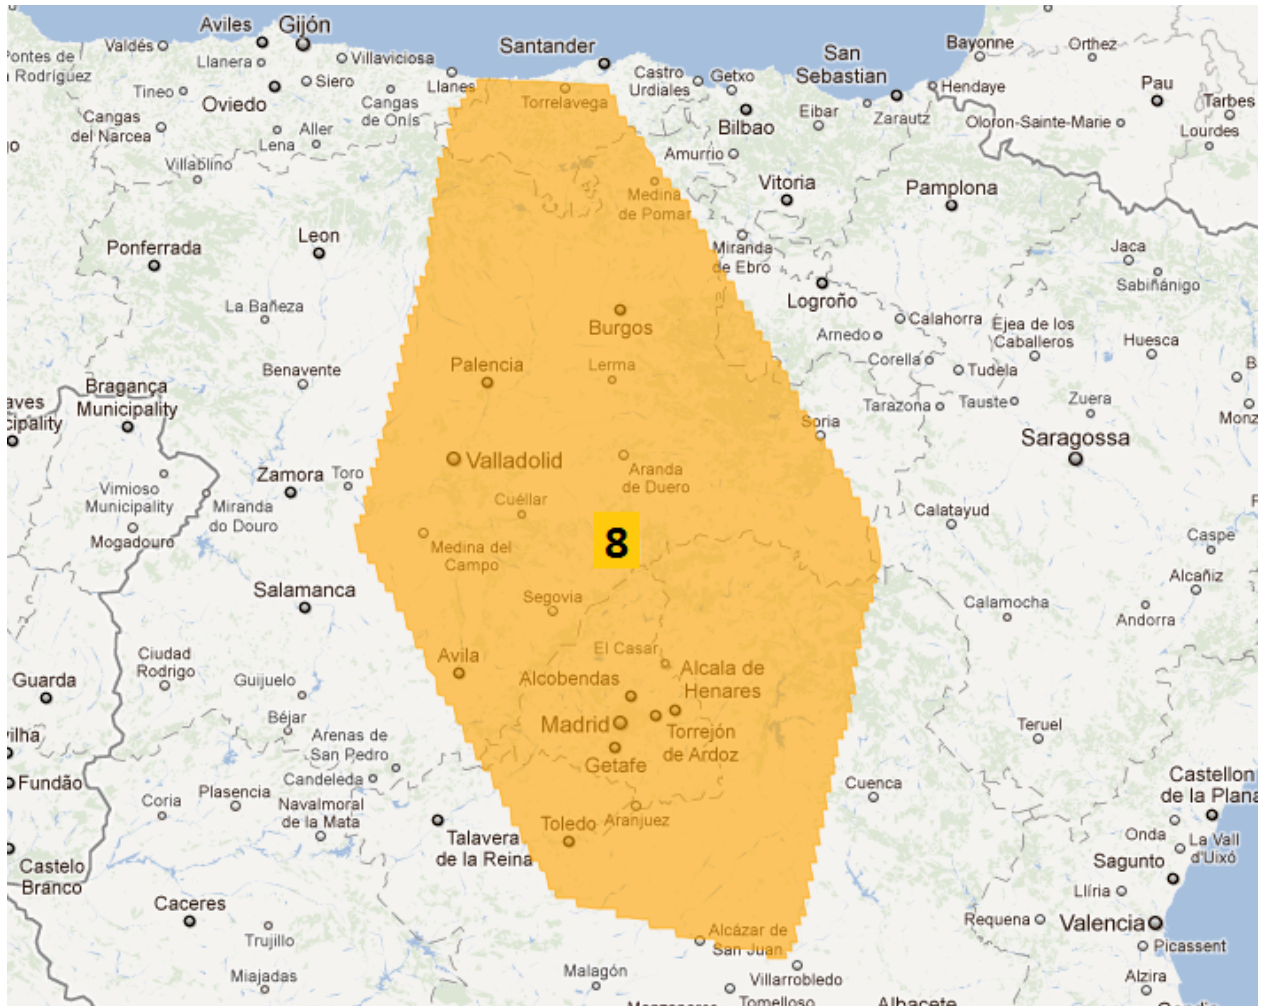 Aviles
Gijón
Valdés
Llanera
Villaviciosa
Pontes de
Rodríguez
Tineo
Siero
Oviedo
Llanes
Cangas
de Onís
Cangas
del Narcea
Aller
Lena
Villablino
Santander
Torrelavega
Castro
Urdiales
Getxo
Bilbao
San
Sebastian
Eibar
Zarautz
Hendaye
Bayonne
Orthez
Pau
Tarbes
Oloron-Sainte-Marie
Lourdes
Amurrio
Vitoria
Pamplona
Medina
de Pomar
Miranda
de Ebro
Ponferrada
Leon
Jaca
Sabiñánigo
La Bañeza
Burgos
Logroño
Calahorra
Arnedo
Ejea de los
Caballeros
Huesca
Benavente
Palencia
Lerma
Corella
Tudela
Bragança
Municipality
Tarazona
Tauste
Zuera
Soria
Saragossa
Zamora
Toro
Valladolid
Aranda
de Duero
Vimioso
Municipality
Miranda
do Douro
Cuéllar
Calatayud
Mogadouro
Medina del
Campo
8
Caspe
Alcañiz
Salamanca
Segovia
Calamocha
Andorra
Ciudad
Rodrigo
Guarda
Guijuelo
Avila
El Casar
Alcobendas
Alcala de
Henares
Béjar
Madrid
Torrejón
de Ardoz
Getafe
Teruel
Arenas de
San Pedro
Candeleda
Fundão
Coria
Plasencia
Navalmoral
de la Mata
Cuenca
Castellon
de la Plana
Talavera
de la Reina
Toledo
Aranjuez
Onda
La Vall
d'Uixó
Sagunto
Castelo
Branco
Llíria
Caceres
Trujillo
Alcázar de
San Juan
Requena
Valencia
Picassent
Miajadas
Malagón
Villarrobledo
Tomelloso
Albacete
Alzira